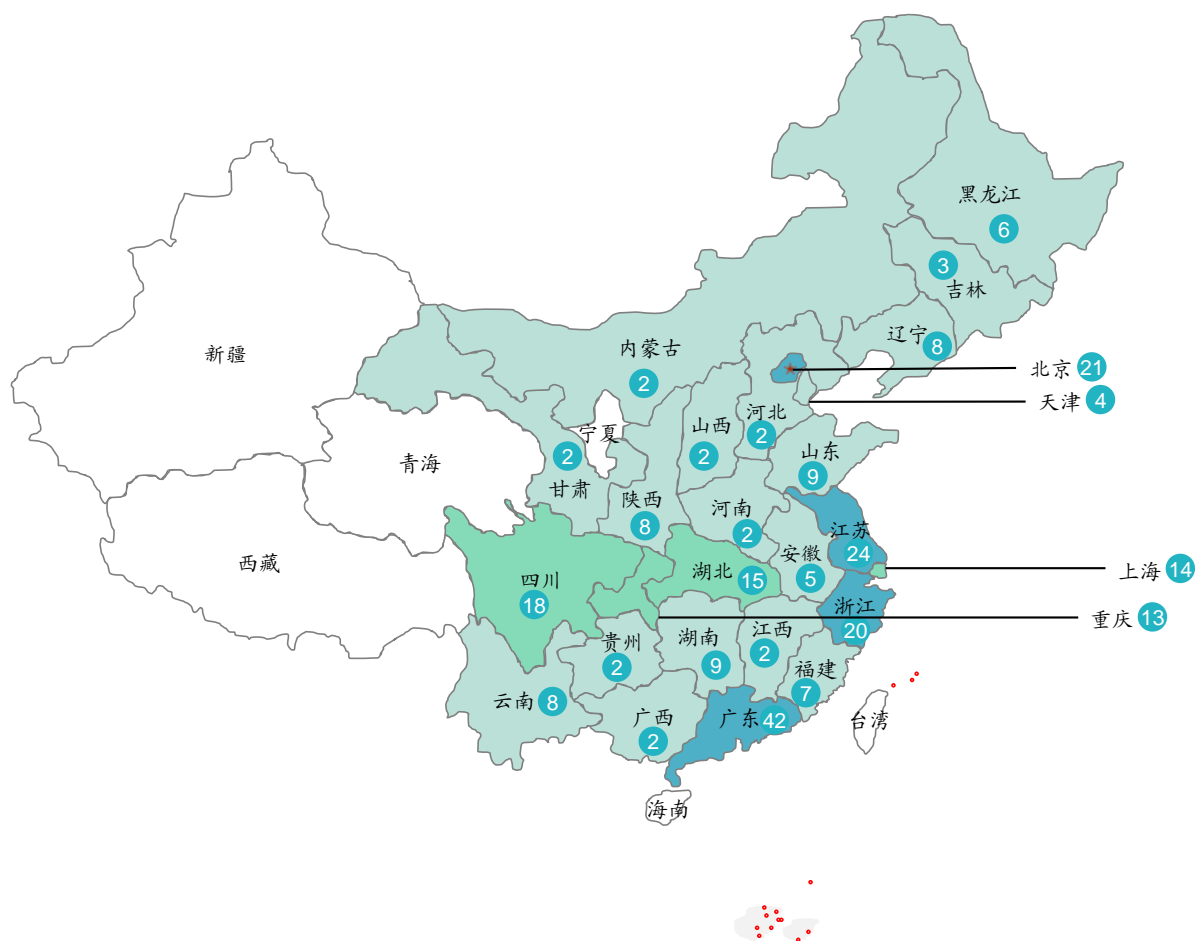 黑龙江
6
3
吉林
辽宁
8
内蒙古
2
新疆
北京 21
天津 4
宁夏
山西
2
河北
2
山东
9
青海
2
甘肃
陕西
8
河南
2
江苏
24
安徽
5
西藏
四川
18
湖北 15
上海 14
浙江
20
重庆 13
贵州
2
湖南
9
江西
2
福建
7
云南 8
广西
2
广东 42
台湾
海南